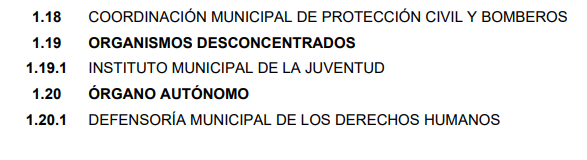 1.18 COORDINACIÓN MUNICIPAL DE PROTECCIÓN CIVIL Y BOMBEROS
1.19 ORGANISMOS DESCONCENTRADOS
1.19.1 INSTITUTO MUNICIPAL DE LA JUVENTUD
1.20 ÓRGANO AUTÓNOMO
1.20.1 DEFENSORÍA MUNICIPAL DE LOS DERECHOS HUMANOS